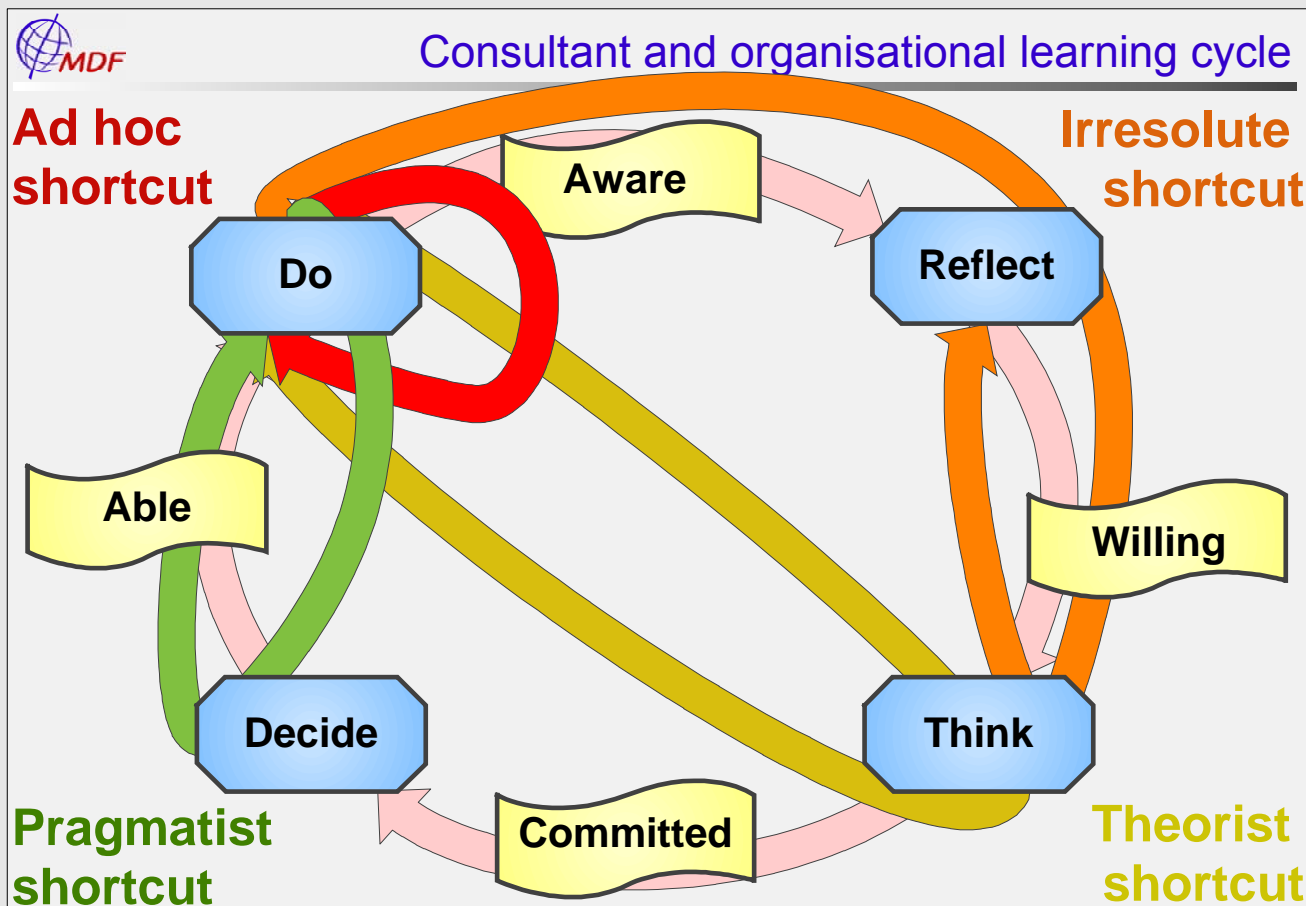 MDF
Consultant and organisational learning cycle
Ad hoc
shortcut
Irresolute
shortcut
Aware
Do
Reflect
Able
Willing
Decide
Think
Committed
Pragmatist
shortcut
Theorist
shortcut